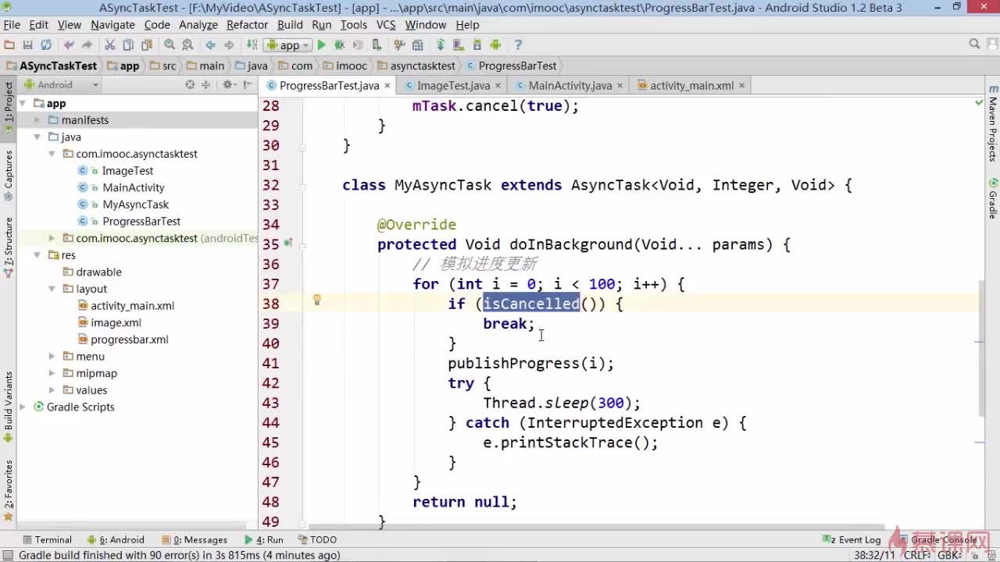 ASyncTaskTest - [F:\MyVideo\ASyncTaskTest] - [app] - ...\app\src\main\java\com\imooc\asynctasktest\ProgressBarTest.java - Android Studio 1.2 Beta 3
File Edit View Navigate Code Analyze Refactor Build Run Tools VCS Window Help
app
ASyncTaskTest app src main java com imooc asynctasktest ProgressBarTest
Android
ProgressBarTest.java ImageTest.java MainActivity.java activity_main.xml
1: Project
Captures
7: Structure
Build Variants
2: Favorites
app
manifests
java
com.imooc.asynctasktest
ImageTest
MainActivity
MyAsyncTask
ProgressBarTest
com.imooc.asynctasktest (androidTes
res
drawable
layout
activity_main.xml
image.xml
progressbar.xml
menu
mipmap
values
Gradle Scripts
28 mTask.cancel(true);
29 }
30 }
31
32 class MyAsyncTask extends AsyncTask<Void, Integer, Void> {
33
34 @Override
35 protected Void doInBackground(Void... params) {
36 // 模拟进度更新
37 for (int i = 0; i < 100; i++) {
38 if (isCancelled()) {
39 break;
40 }
41 publishProgress(i);
42 try {
43 Thread.sleep(300);
44 } catch (InterruptedException e) {
45 e.printStackTrace();
46 }
47 }
48 return null;
49 }
Maven Projects
Gradle
Terminal 6: Android 0: Messages 4: Run TODO 2 Event Log Gradle Console
Gradle build finished with 90 error(s) in 3s 815ms (4 minutes ago) 38:32/11 CRLF: GBK:
慕课网